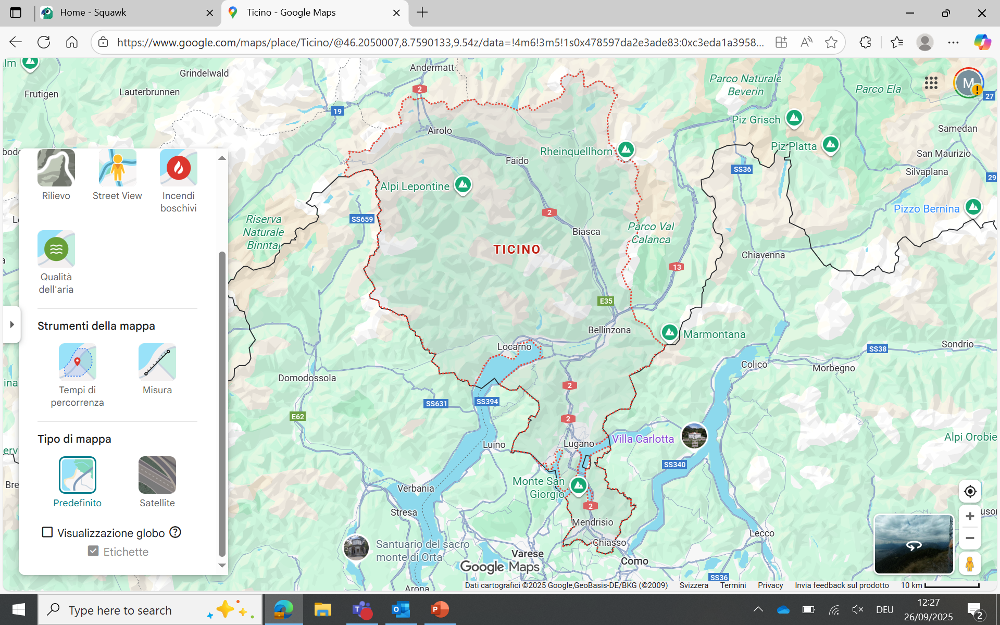 Home - Squawk
Ticino - Google Maps
https://www.google.com/maps/place/Ticino/@46.2050007,8.7590133,9.54z/data=!4m6!3m5!1s0x478597da2e3ade83:0xc3eda1a3958...
lm
Frutigen
Grindelwald
Lauterbrunnen
Andermatt
2
19
Parco Naturale
Beverin
Parco Ela
M
27
Piz Grisch
Samedan
Airolo
Rheinquellhorn
Piz Platta
San Maurizio
Faido
SS36
Silvaplana
29
Alpi Lepontine
Pizzo Bernina
Riserva
Naturale
Binntal
SS659
2
Biasca
Parco Val
Calanca
TICINO
Chiavenna
13
E35
Bellinzona
Marmontana
Locarno
SS38
Sondrio
Colico
Morbegno
Domodossola
2
SS631
SS394
E62
2
Luino
Lugano
Villa Carlotta
Alpi Orobie
SS340
Monte San
Giorgio
Verbania
2
Stresa
Mendrisio
Chiasso
Lecco
Santuario del sacro
monte di Orta
Varese
Como
SS36
Arona
Rilievo
Street View
Incendi
boschivi
Qualità
dell'aria
Strumenti della mappa
Tempi di
percorrenza
Misura
Tipo di mappa
Predefinito
Satellite
Visualizzazione globo
Etichette
Bre
ina
erv
Google Maps
Dati cartografici ©2025 Google,GeoBasis-DE/BKG (©2009)
Svizzera
Termini
Privacy
Invia feedback sul prodotto
10 km
Type here to search
DEU
12:27
26/09/2025
2